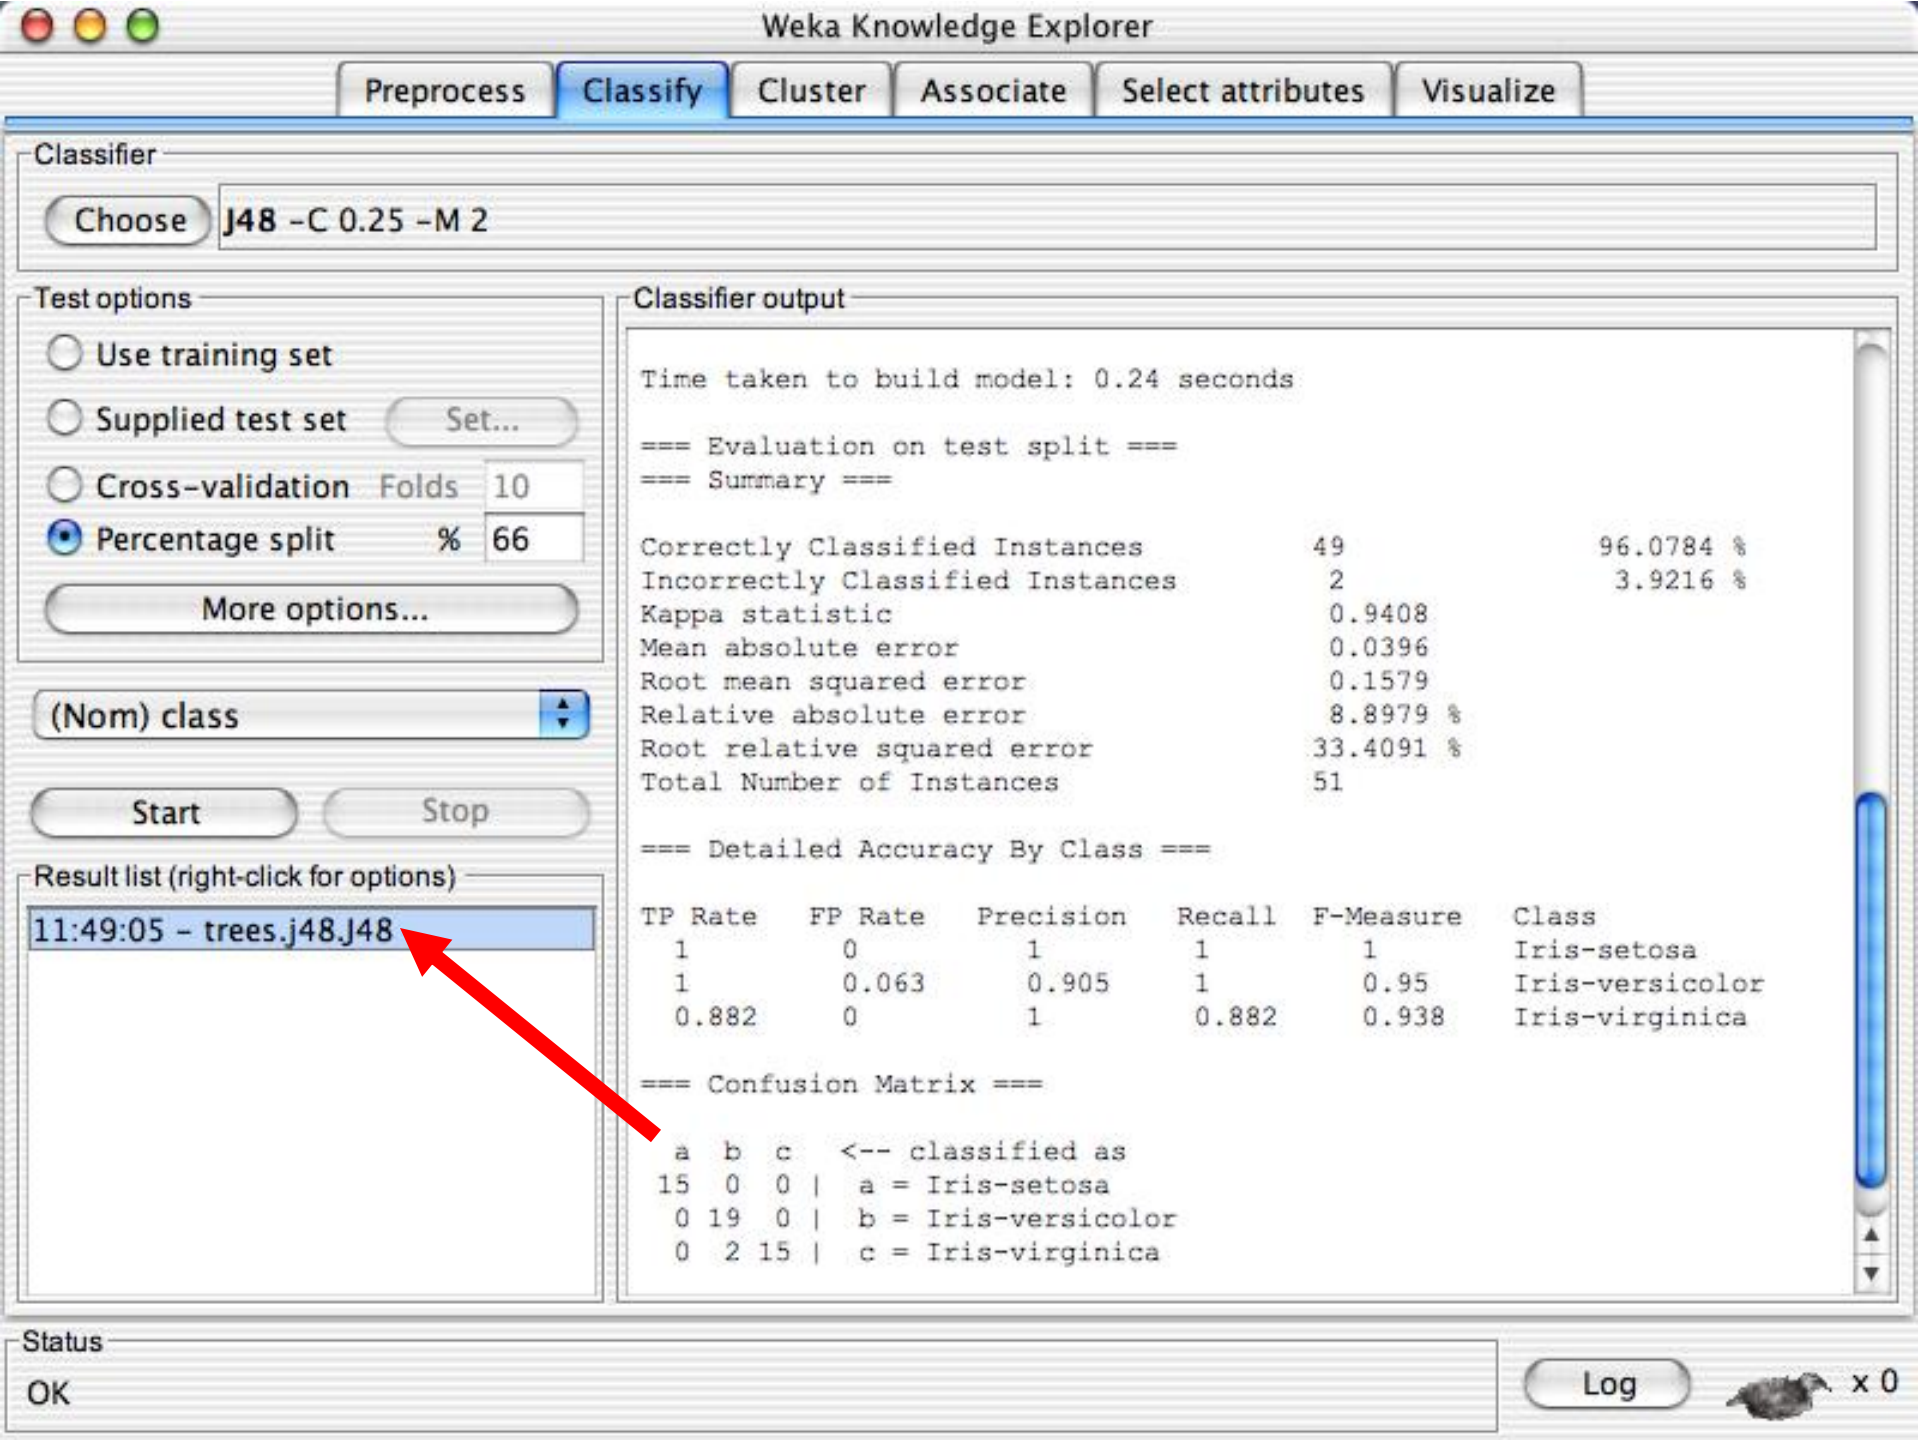 Weka Knowledge Explorer
Preprocess Classify Cluster Associate Select attributes Visualize
Classifier
Choose J48 -C 0.25 -M 2
Test options
Use training set
Supplied test set Set...
Cross-validation Folds 10
Percentage split % 66
More options...
(Nom) class
Start Stop
Result list (right-click for options)
11:49:05 - trees.j48.J48
Classifier output
Time taken to build model: 0.24 seconds
=== Evaluation on test split ===
=== Summary ===
Correctly Classified Instances 49 96.0784 %
Incorrectly Classified Instances 2 3.9216 %
Kappa statistic 0.9408
Mean absolute error 0.0396
Root mean squared error 0.1579
Relative absolute error 8.8979 %
Root relative squared error 33.4091 %
Total Number of Instances 51
=== Detailed Accuracy By Class ===
TP Rate FP Rate Precision Recall F-Measure Class
1 0 1 1 1 Iris-setosa
1 0.063 0.905 1 0.95 Iris-versicolor
0.882 0 1 0.882 0.938 Iris-virginica
=== Confusion Matrix ===
a b c <-- classified as
15 0 0 | a = Iris-setosa
0 19 0 | b = Iris-versicolor
0 2 15 | c = Iris-virginica
Status
OK
Log x 0